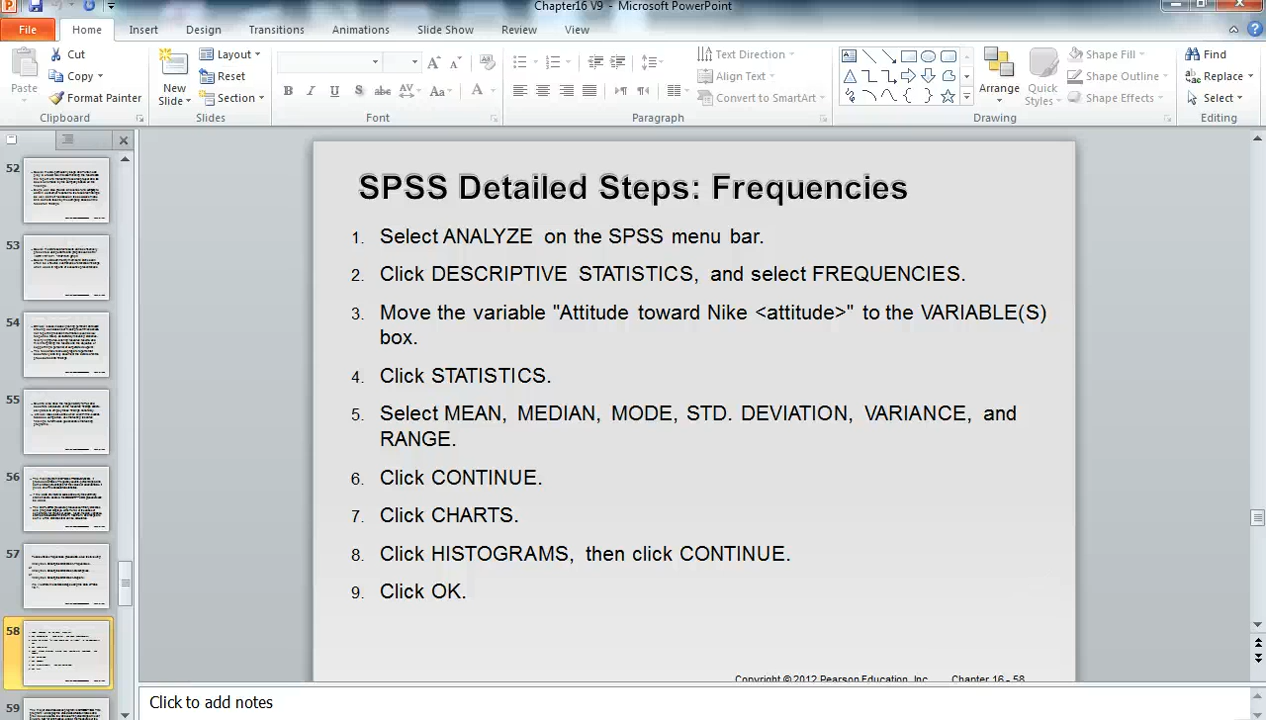 Chapter16 V9 - Microsoft PowerPoint
File Home Insert Design Transitions Animations Slide Show Review View
Paste
Cut
Copy
Format Painter
Clipboard
New
Slide
Layout
Reset
Section
Slides
B I U S abc AV Aa A
Font
Text Direction
Align Text
Convert to SmartArt
Paragraph
Arrange
Quick
Styles
Shape Fill
Shape Outline
Shape Effects
Drawing
Find
Replace
Select
Editing
52
53
54
55
56
57
58
59
SPSS Detailed Steps: Frequencies
1. Select ANALYZE on the SPSS menu bar.
2. Click DESCRIPTIVE STATISTICS, and select FREQUENCIES.
3. Move the variable "Attitude toward Nike <attitude>" to the VARIABLE(S)
box.
4. Click STATISTICS.
5. Select MEAN, MEDIAN, MODE, STD. DEVIATION, VARIANCE, and
RANGE.
6. Click CONTINUE.
7. Click CHARTS.
8. Click HISTOGRAMS, then click CONTINUE.
9. Click OK.
Copyright © 2012 Pearson Education, Inc. Chapter 16 - 58
Click to add notes